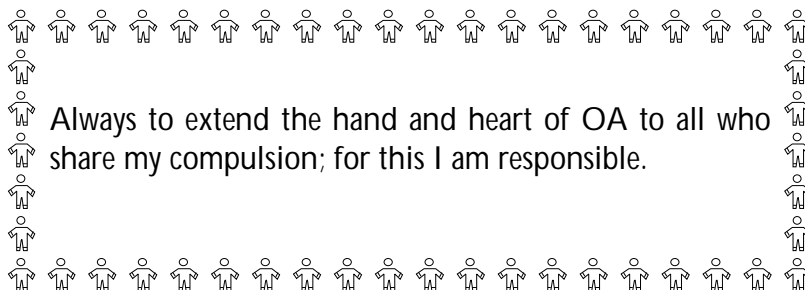 Always to extend the hand and heart of OA to all who
share my compulsion; for this I am responsible.